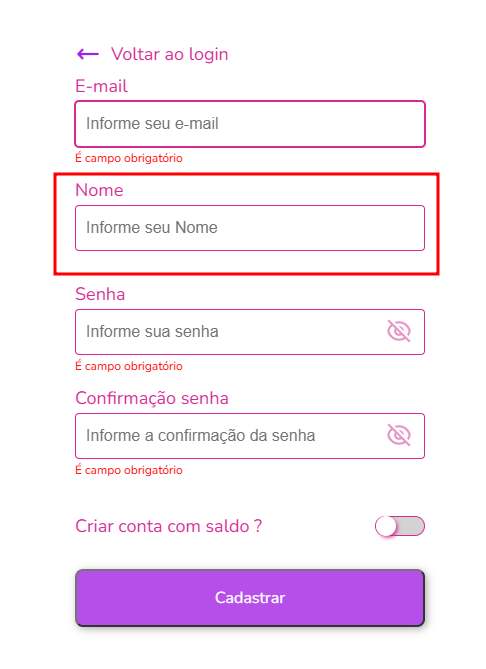 Voltar ao login
E-mail
Informe seu e-mail
É campo obrigatório
Nome
Informe seu Nome
Senha
Informe sua senha
É campo obrigatório
Confirmação senha
Informe a confirmação da senha
É campo obrigatório
Criar conta com saldo ?
Cadastrar